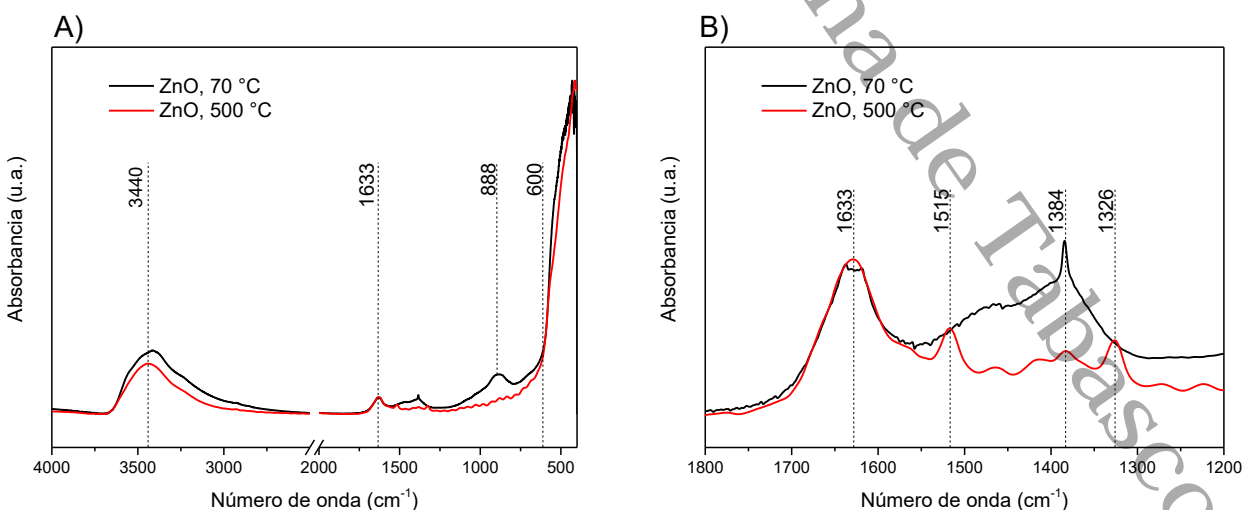 A)
ZnO, 70 °C
ZnO, 500 °C
3440
1633
888
600
Absorbancia (u.a.)
4000 3500 3000 2500 2000 1500 1000 500
Número de onda (cm-1)
B)
ZnO, 70 °C
ZnO, 500 °C
1633
1515
1384
1326
Absorbancia (u.a.)
1800 1700 1600 1500 1400 1300 1200
Número de onda (cm-1)
de Tabasco